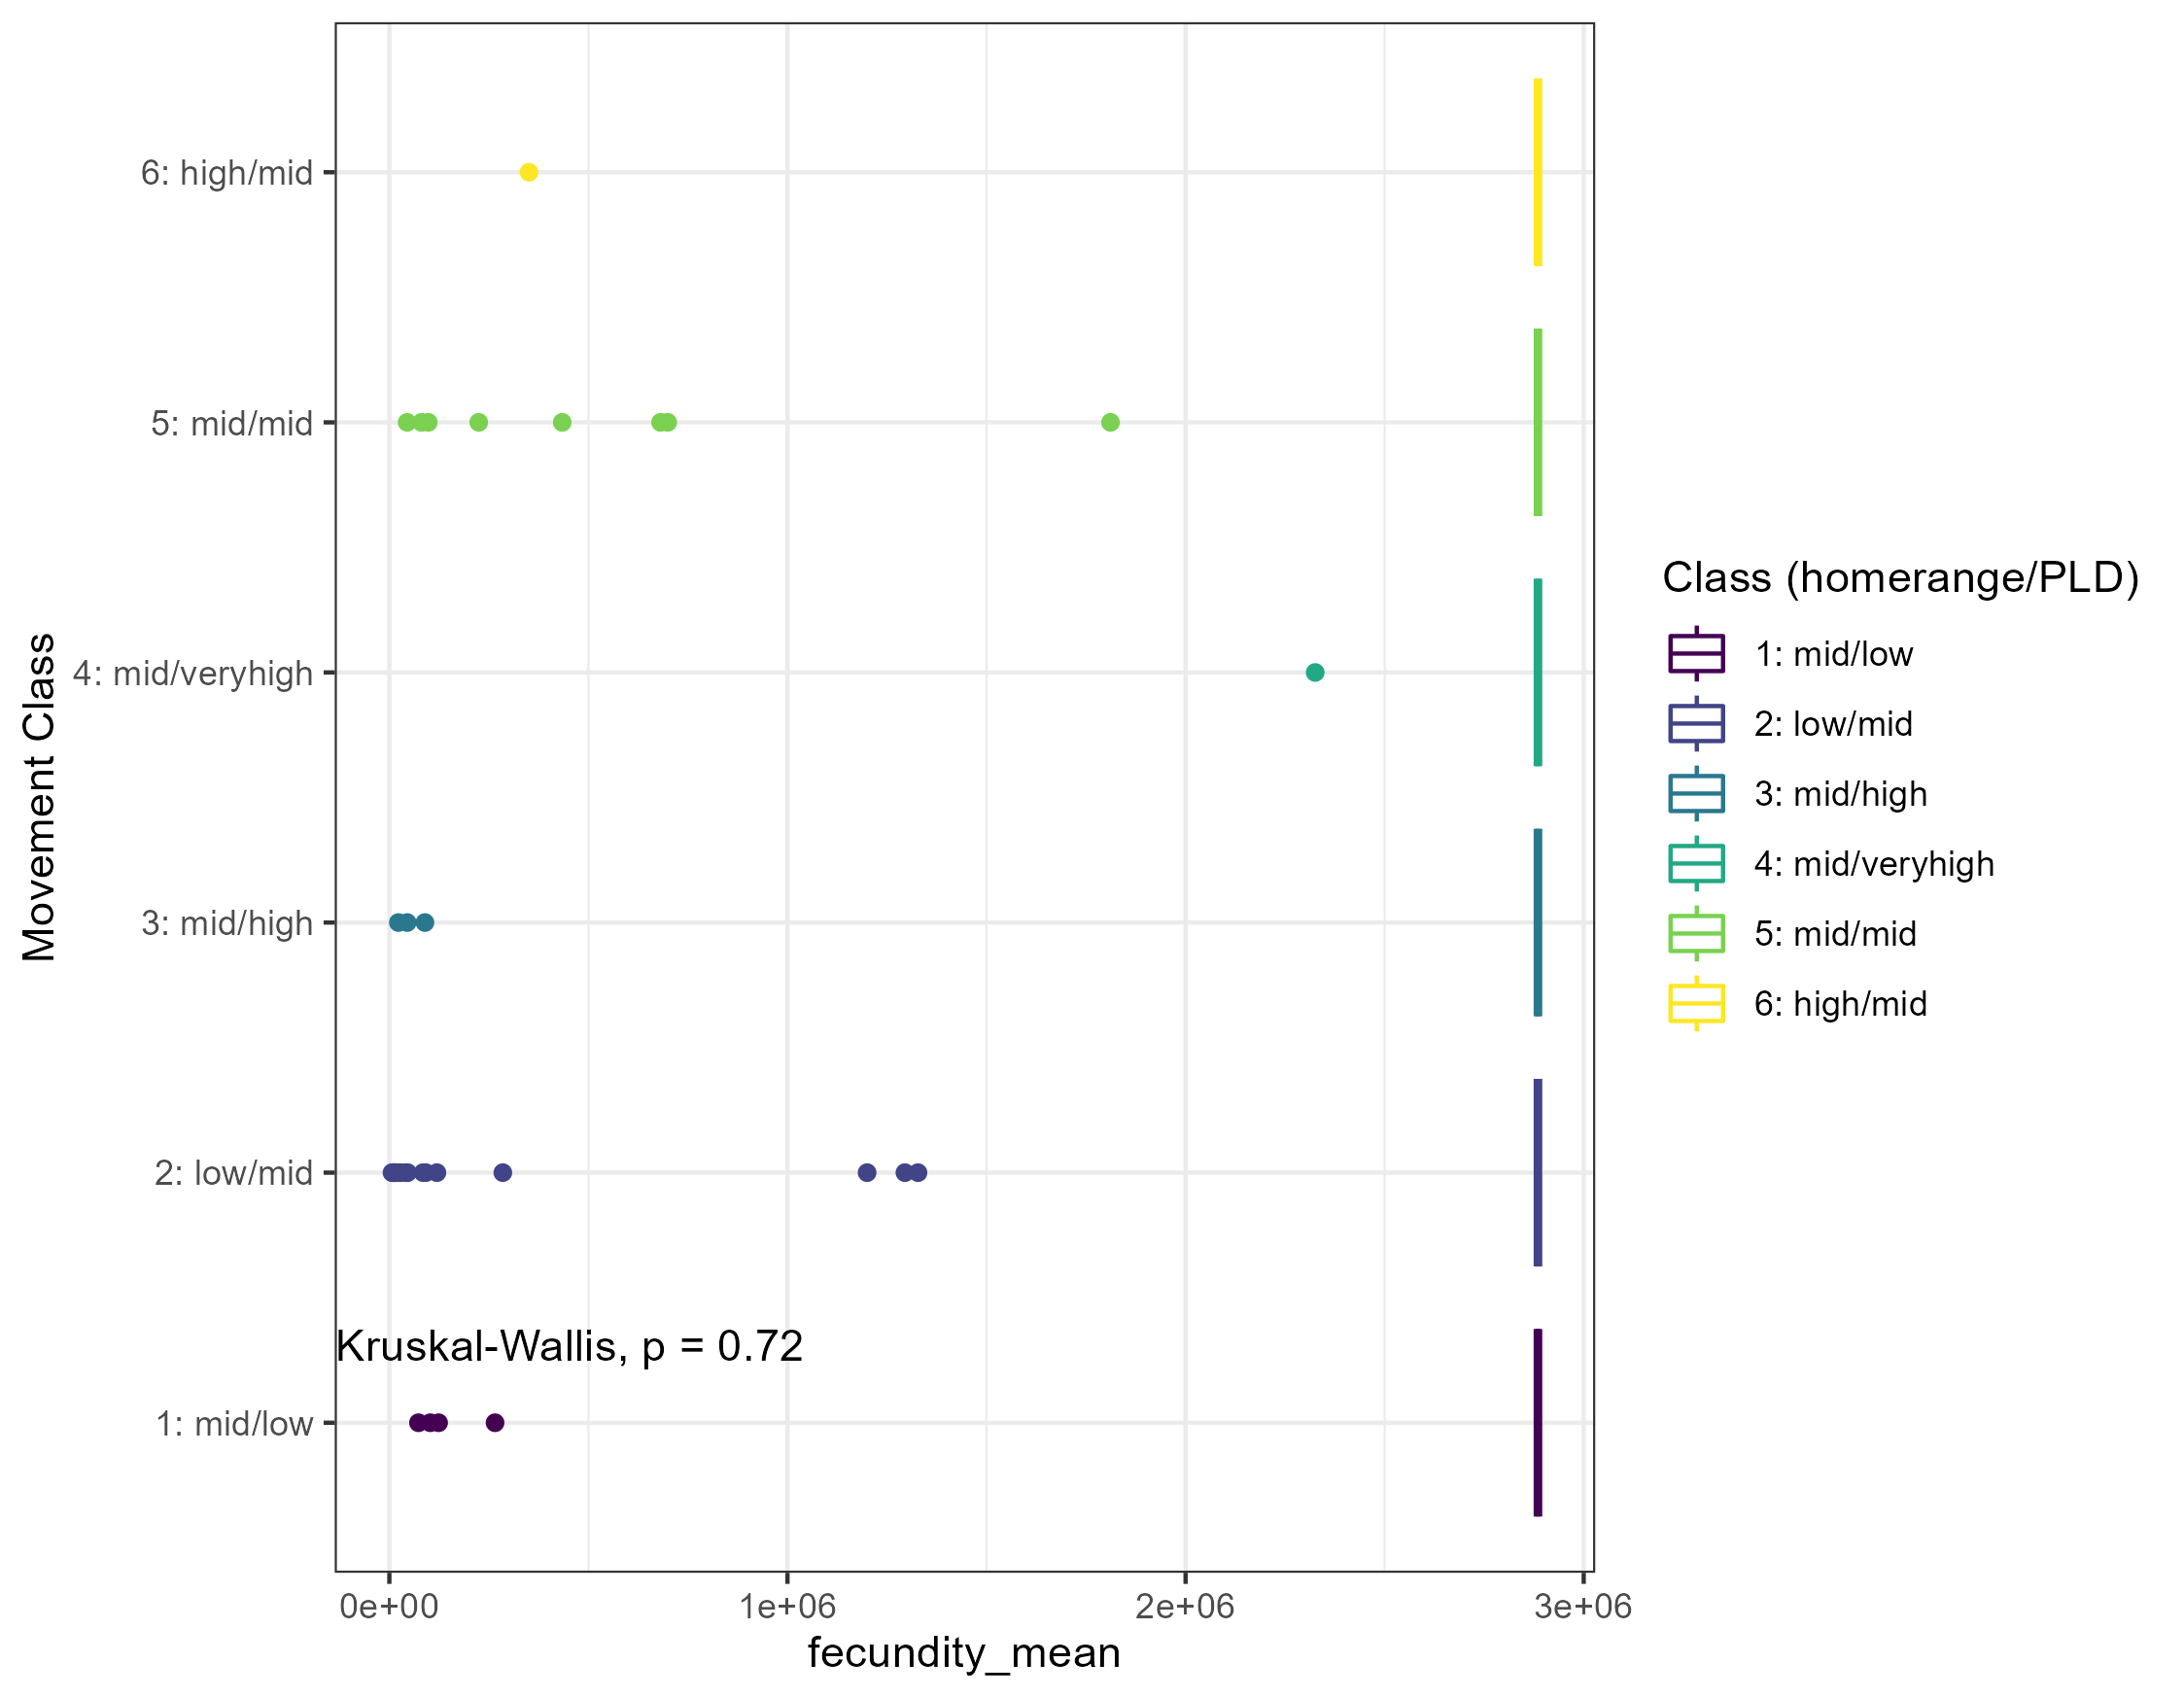 6: high/mid
5: mid/mid
4: mid/veryhigh
3: mid/high
2: low/mid
1: mid/low
Movement Class
Kruskal-Wallis, p = 0.72
0e+00 1e+06 2e+06 3e+06
fecundity_mean
Class (homerange/PLD)
1: mid/low
2: low/mid
3: mid/high
4: mid/veryhigh
5: mid/mid
6: high/mid